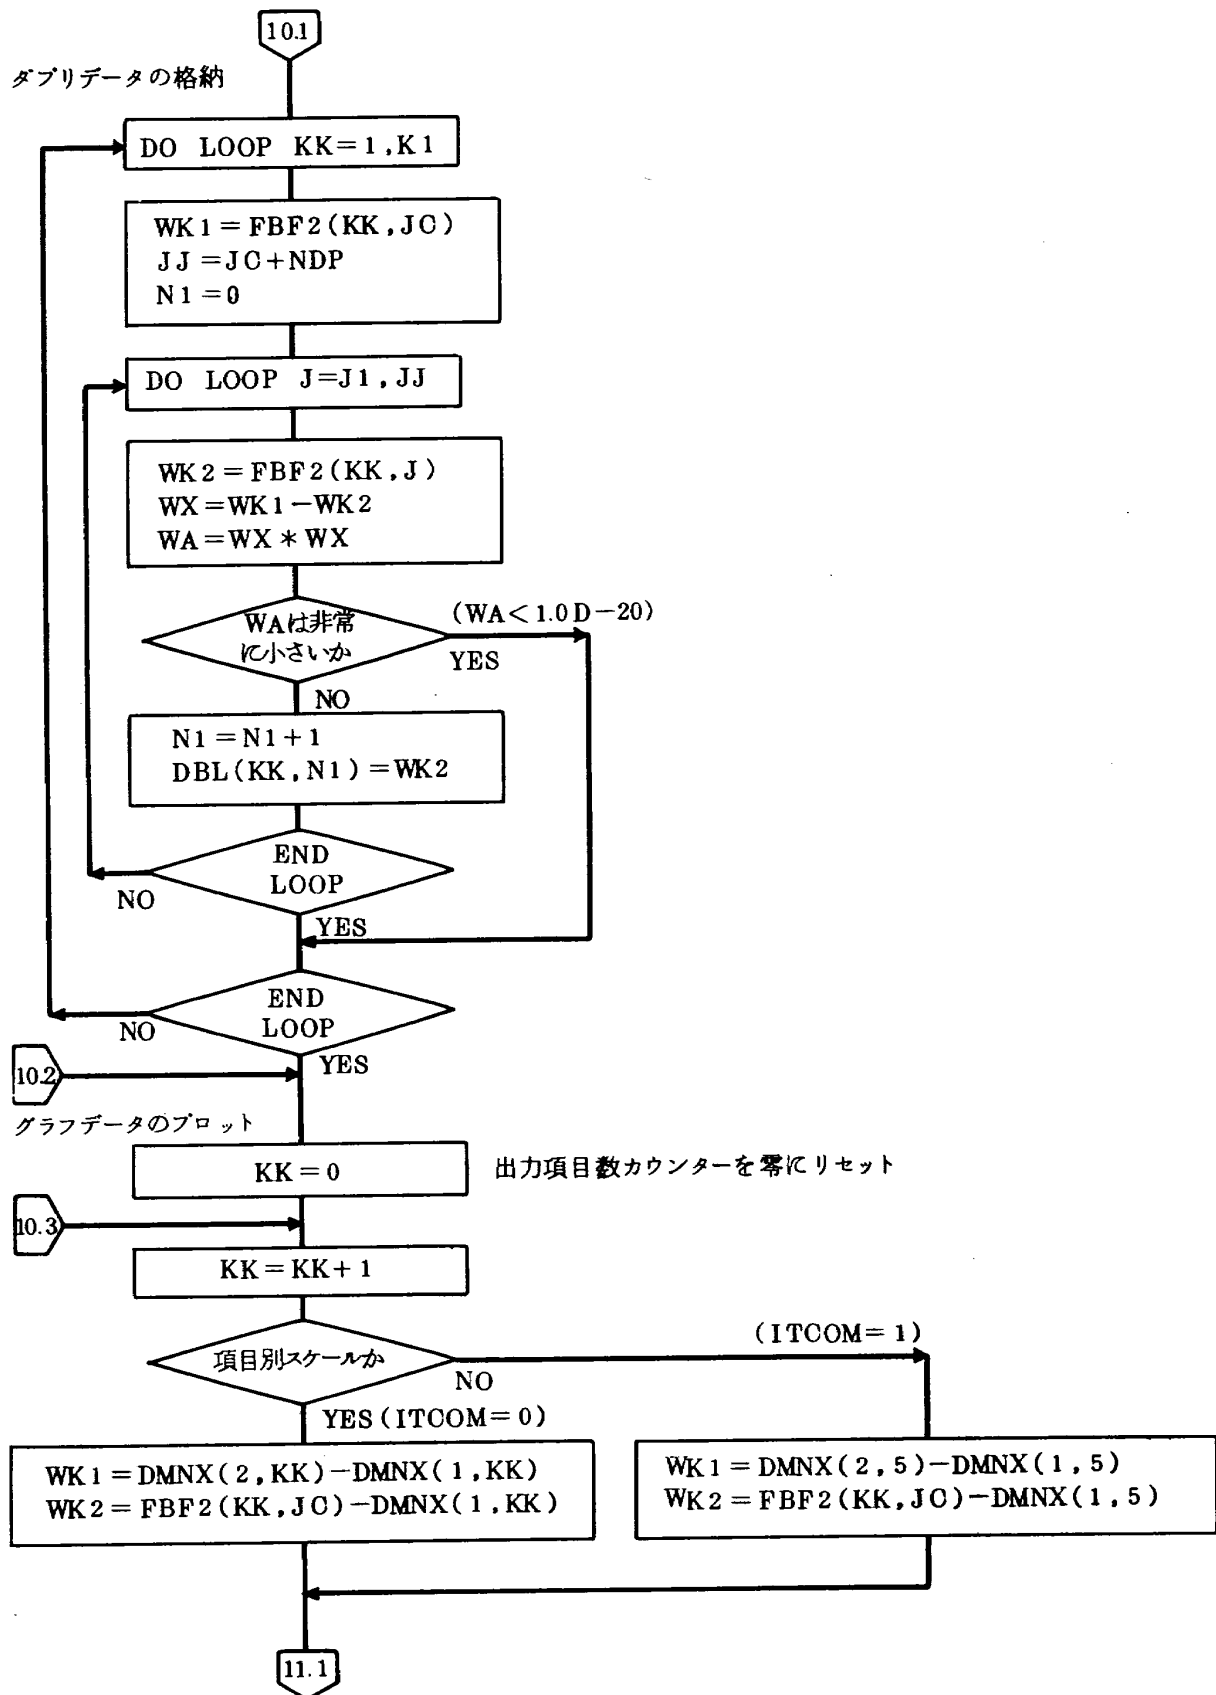 10.1
ダブリデータの格納
DO LOOP KK=1,K1
WK1=FBF2(KK,JC)
JJ=JC+NDP
N1=0
DO LOOP J=J1,JJ
WK2=FBF2(KK,J)
WX=WK1-WK2
WA=WX*WX
WAは非常
に小さいか
(WA<1.0D-20)
YES
NO
N1=N1+1
DBL(KK,N1)=WK2
END
LOOP
NO
YES
END
LOOP
NO
YES
10.2
グラフデータのプロット
KK=0
出力項目数カウンターを零にリセット
10.3
KK=KK+1
項目別スケールか
(ITCOM=1)
NO
YES(ITCOM=0)
WK1=DMNX(2,KK)-DMNX(1,KK)
WK2=FBF2(KK,JC)-DMNX(1,KK)
WK1=DMNX(2,5)-DMNX(1,5)
WK2=FBF2(KK,JC)-DMNX(1,5)
11.1